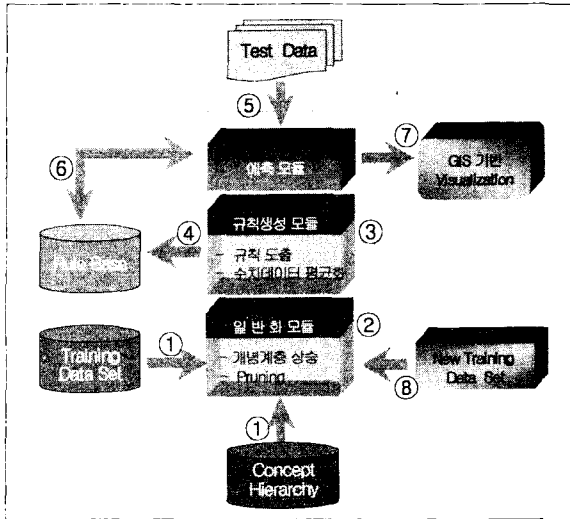 Test Data
⑤
⑥
⑦
예측 모듈
GIS 기반
Visualization
규칙생성 모듈
③
④
- 규칙 도출
- 수치데이터 평균화
Rule Base
일반화 모듈
②
①
Training
Data Set
- 개념계층 상승
- Pruning
New Training
Data Set
⑧
①
Concept
Hierarchy